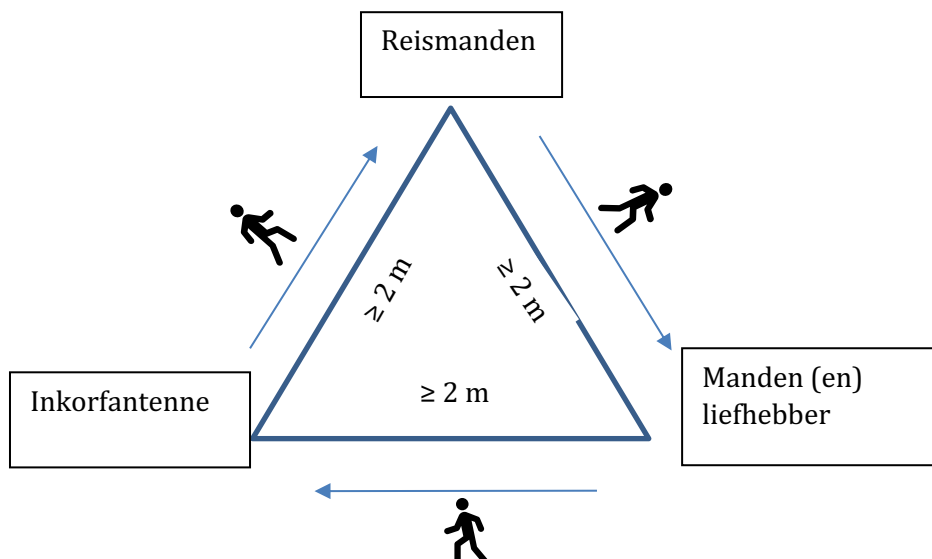 Reismanden
≥ 2 m
≥ 2 m
Inkorfantenne
≥ 2 m
Manden (en)
liefhebber